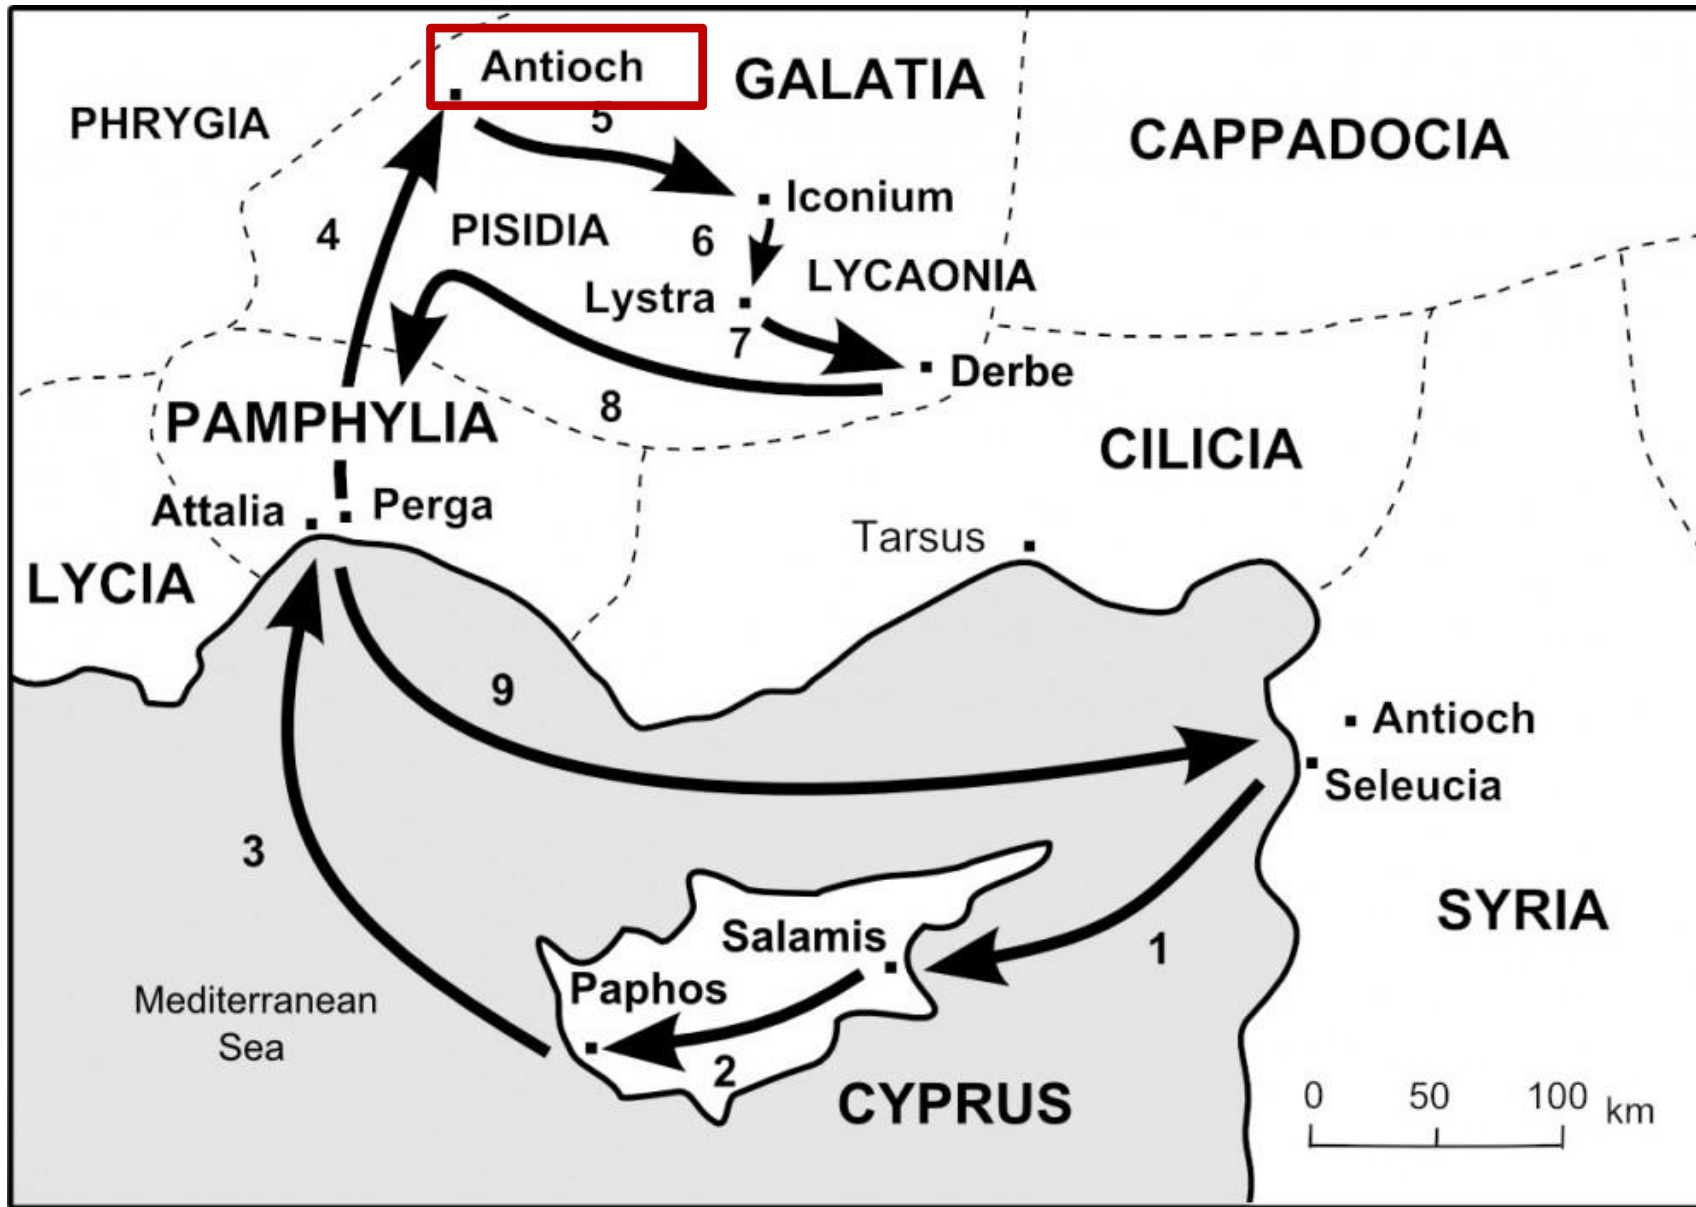 Antioch
GALATIA
5
PHRYGIA
CAPPADOCIA
Iconium
4
PISIDIA
6
LYCAONIA
Lystra
7
Derbe
8
PAMPHYLIA
CILICIA
Attalia
Perga
Tarsus
LYCIA
9
Antioch
Seleucia
3
SYRIA
Salamis
1
Paphos
Mediterranean
Sea
2
CYPRUS
0 50 100 km